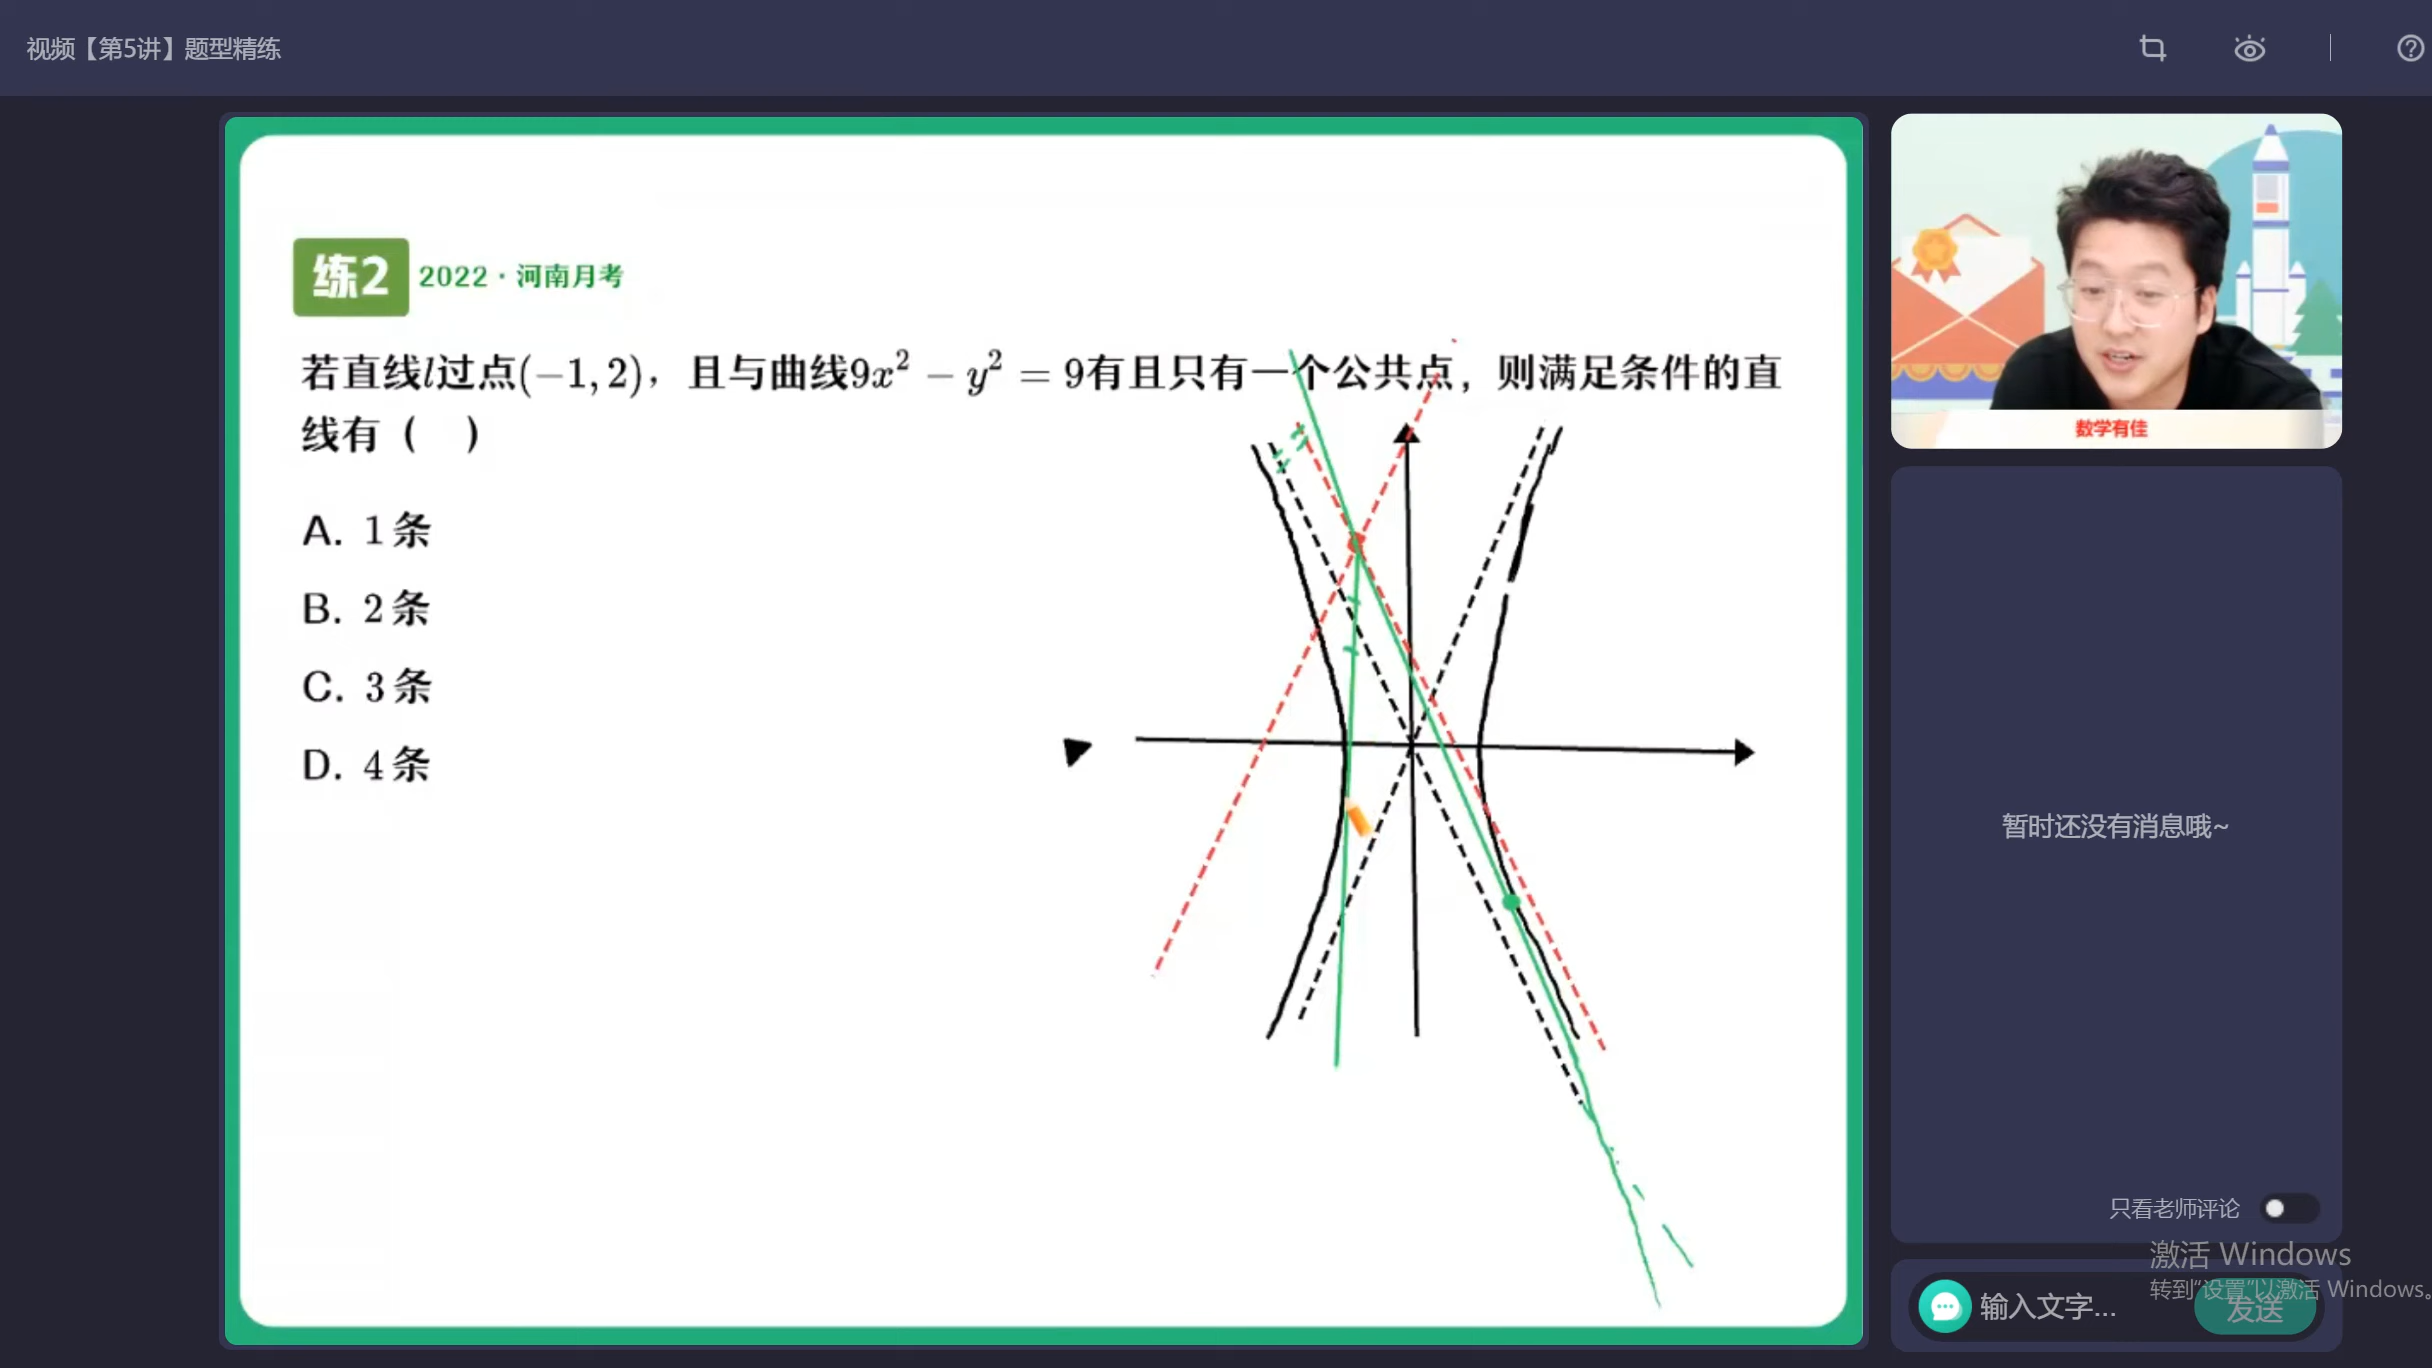 视频【第5讲】题型精练
练2 2022 · 河南月考
若直线l过点(−1, 2)，且与曲线9x² − y² = 9有且只有一个公共点，则满足条件的直
线有（ ）
A. 1条
B. 2条
C. 3条
D. 4条
数学有佳
暂时还没有消息哦~
只看老师评论
激活 Windows
转到“设置”以激活 Windows。
输入文字...
发送